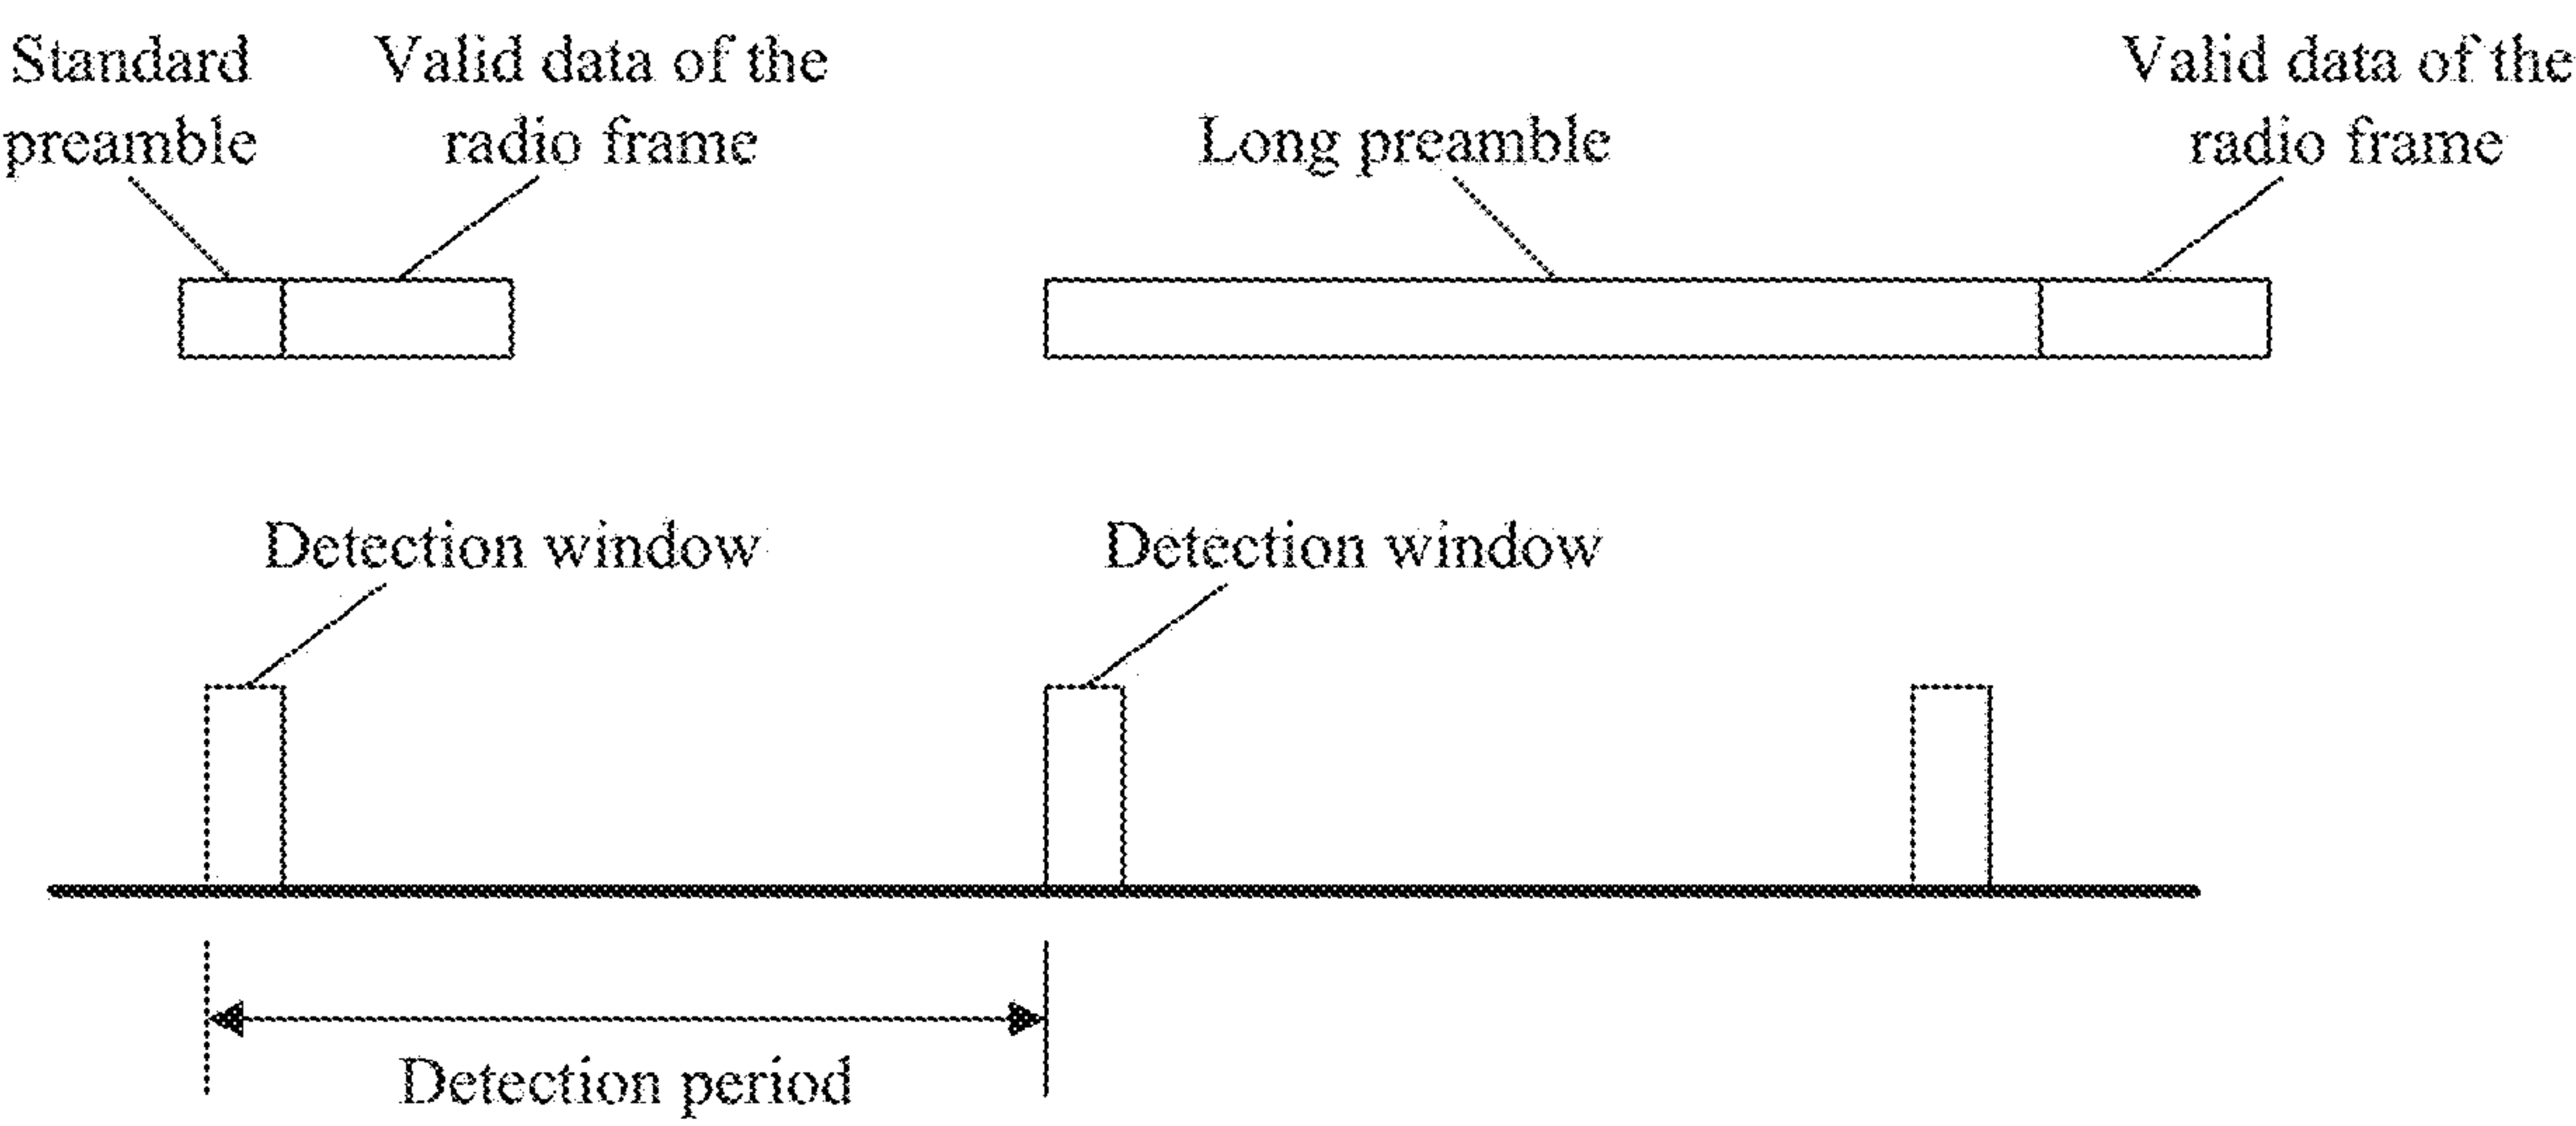 Standard
preamble
Valid data of the
radio frame
Long preamble
Valid data of the
radio frame
Detection window
Detection window
Detection period